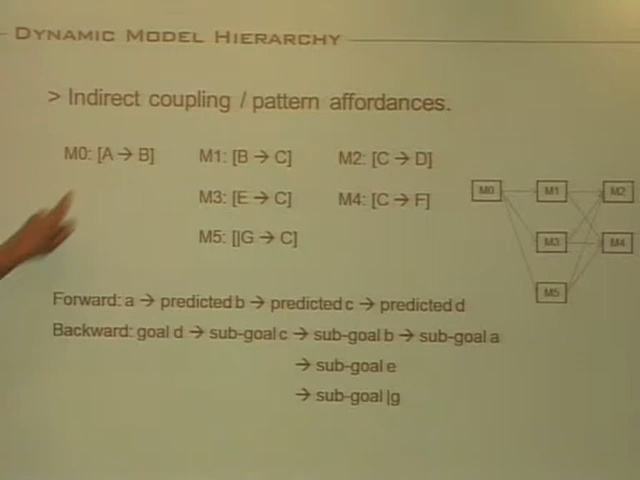 DYNAMIC MODEL HIERARCHY
> Indirect coupling / pattern affordances.
M0: [A → B] M1: [B → C] M2: [C → D]
M3: [E → C] M4: [C → F]
M5: [|G → C]
M0 M1 M2
M3 M4
M5
Forward: a → predicted b → predicted c → predicted d
Backward: goal d → sub-goal c → sub-goal b → sub-goal a
→ sub-goal e
→ sub-goal |g